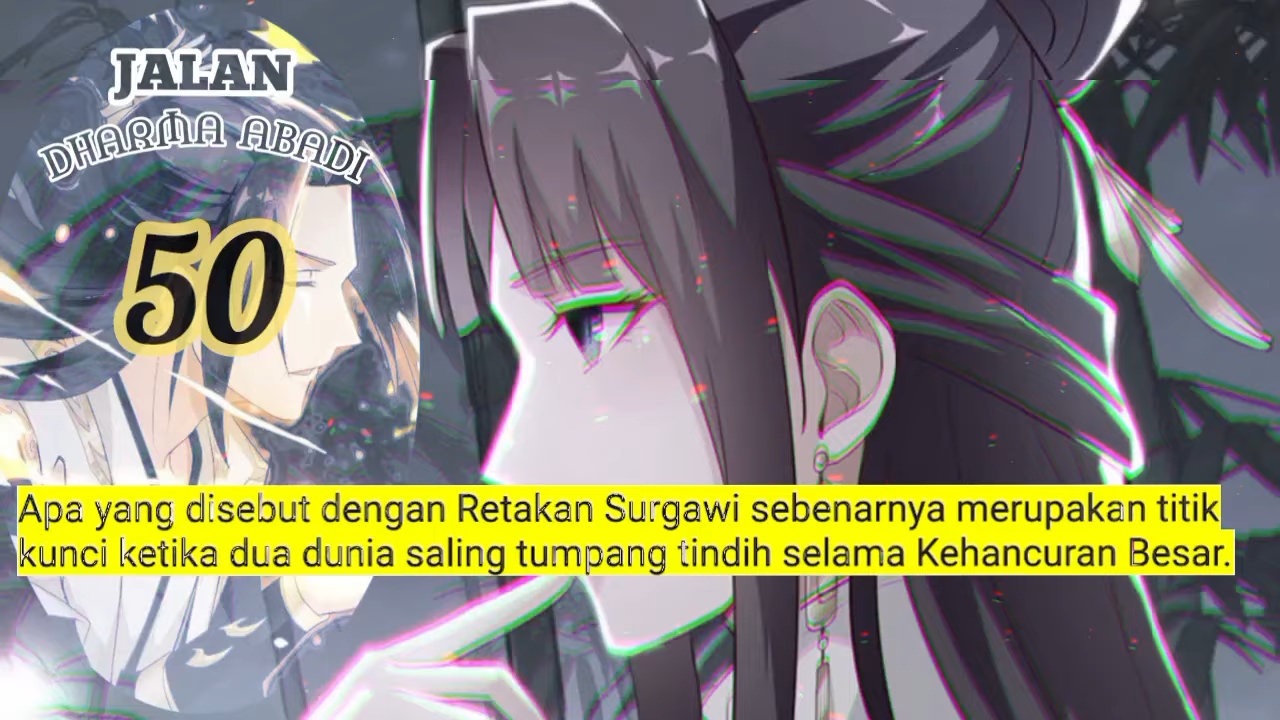 JALAN
DHARMA ABADI
50
Apa yang disebut dengan Retakan Surgawi sebenarnya merupakan titik
kunci ketika dua dunia saling tumpang tindih selama Kehancuran Besar.